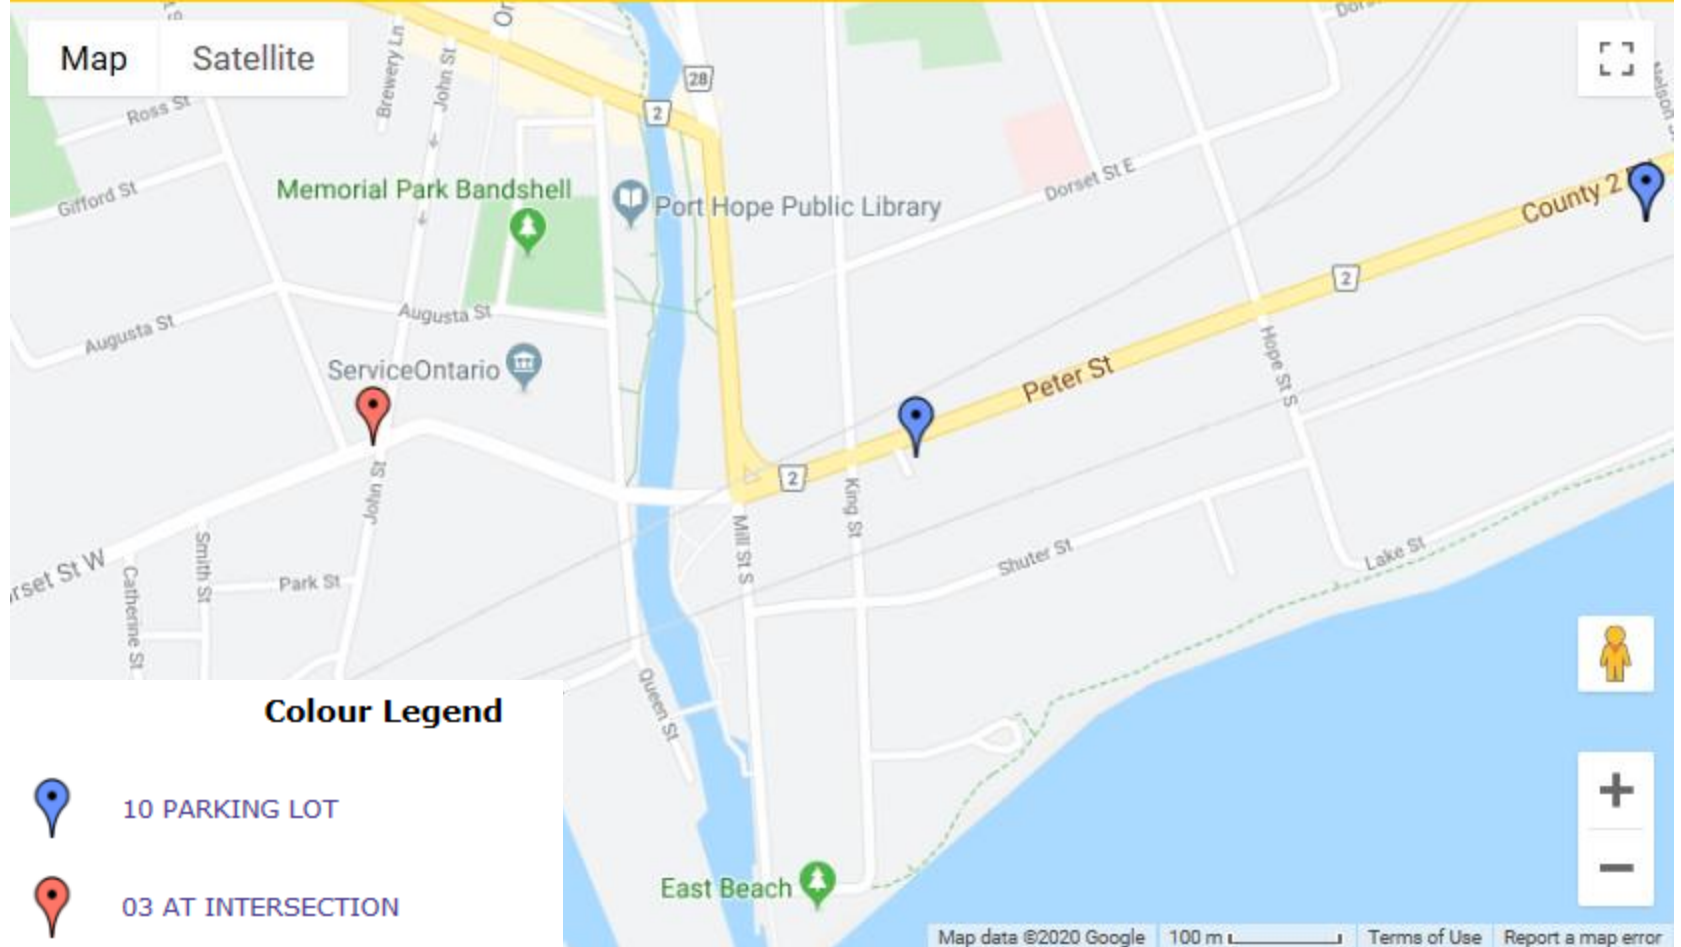 Map
Satellite
Brewery Ln
John St
Or
28
2
Dors
Nelson S
Ross St
Gifford St
Memorial Park Bandshell
Port Hope Public Library
Dorset St E
County 2
2
Augusta St
Augusta St
ServiceOntario
Peter St
Hope St S
2
King St
John St
Mill St S
Smith St
Shuter St
Lake St
rset St W
Catherine St
Park St
Queen St
East Beach
Colour Legend
10 PARKING LOT
03 AT INTERSECTION
Map data ©2020 Google
100 m
Terms of Use
Report a map error